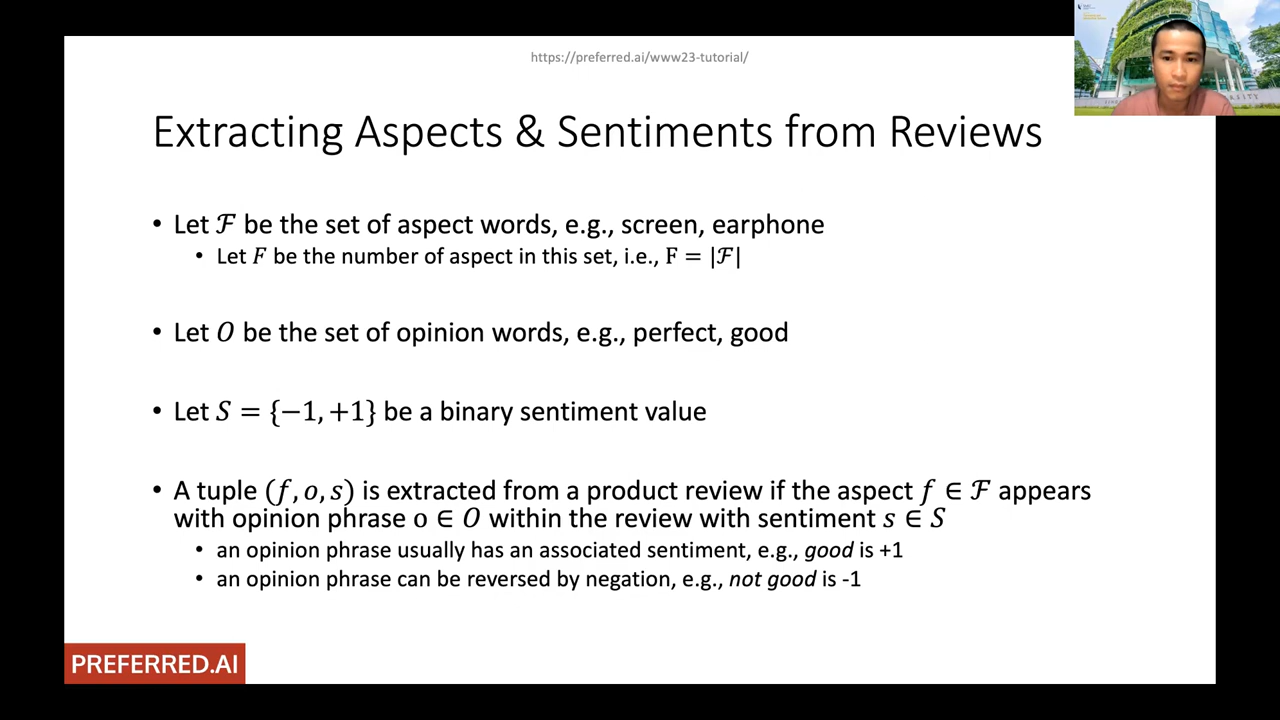 https://preferred.ai/www23-tutorial/
Extracting Aspects & Sentiments from Reviews
• Let ℱ be the set of aspect words, e.g., screen, earphone
• Let F be the number of aspect in this set, i.e., F = |ℱ|
• Let O be the set of opinion words, e.g., perfect, good
• Let S = {−1, +1} be a binary sentiment value
• A tuple (f, o, s) is extracted from a product review if the aspect f ∈ ℱ appears
with opinion phrase o ∈ O within the review with sentiment s ∈ S
• an opinion phrase usually has an associated sentiment, e.g., good is +1
• an opinion phrase can be reversed by negation, e.g., not good is -1
PREFERRED.AI